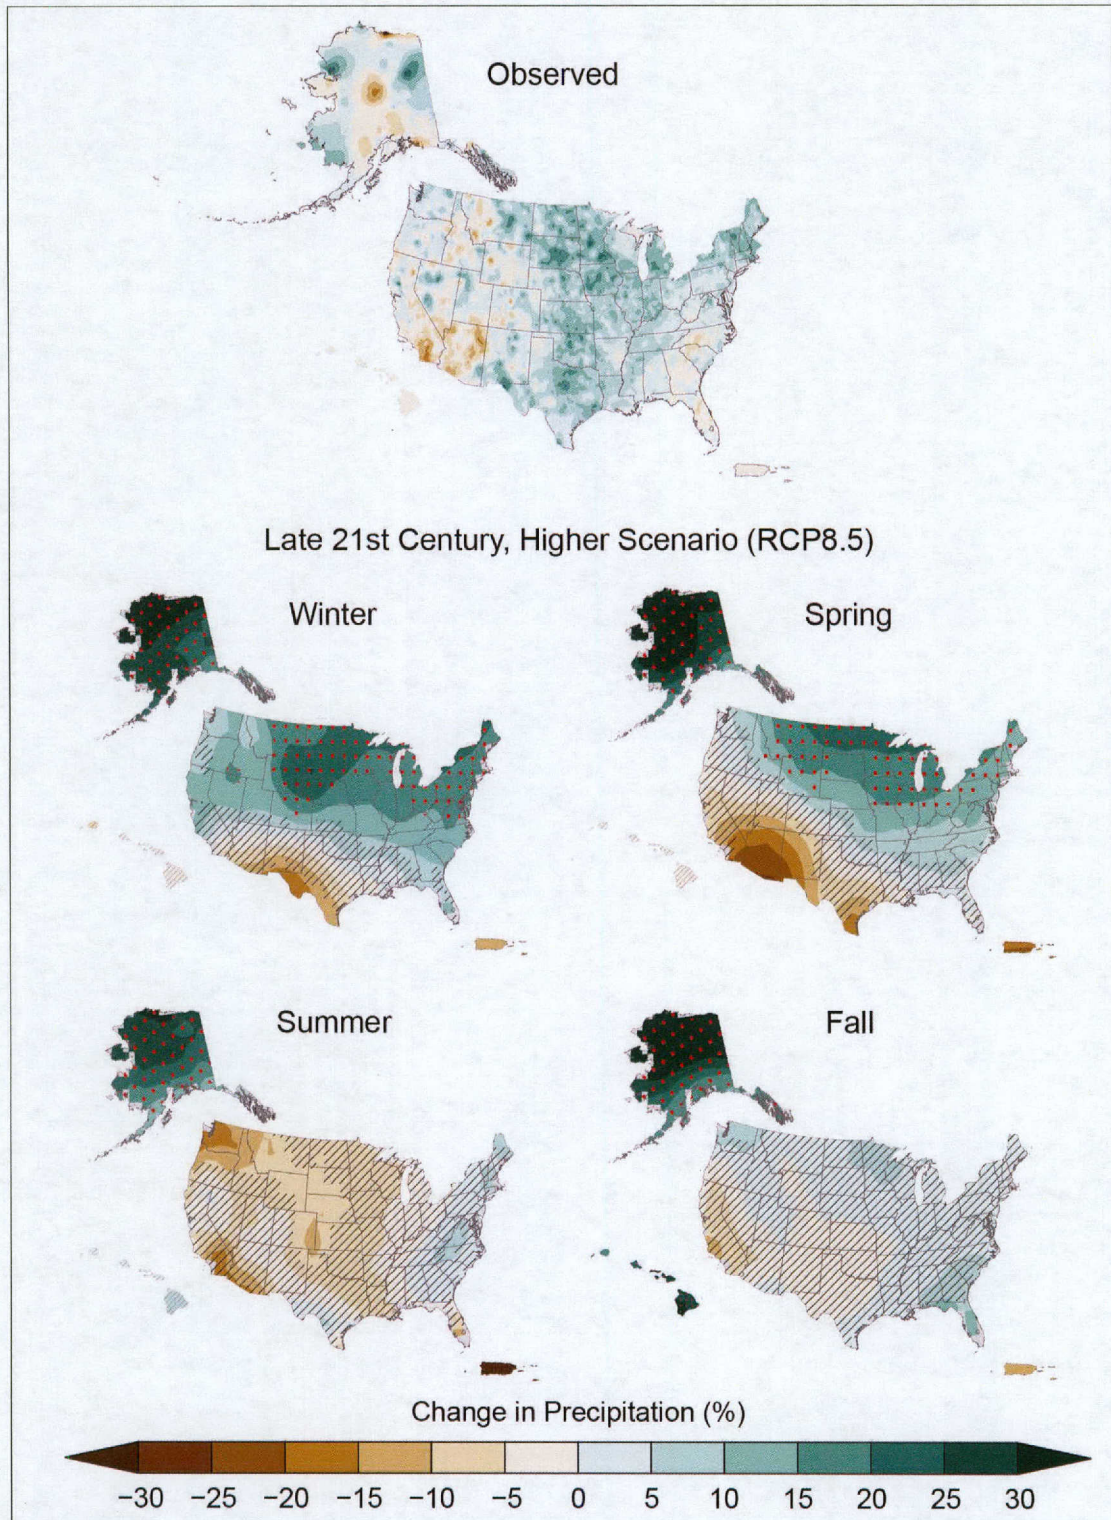 Observed
Late 21st Century, Higher Scenario (RCP8.5)
Winter
Spring
Summer
Fall
Change in Precipitation (%)
−30 −25 −20 −15 −10 −5 0 5 10 15 20 25 30